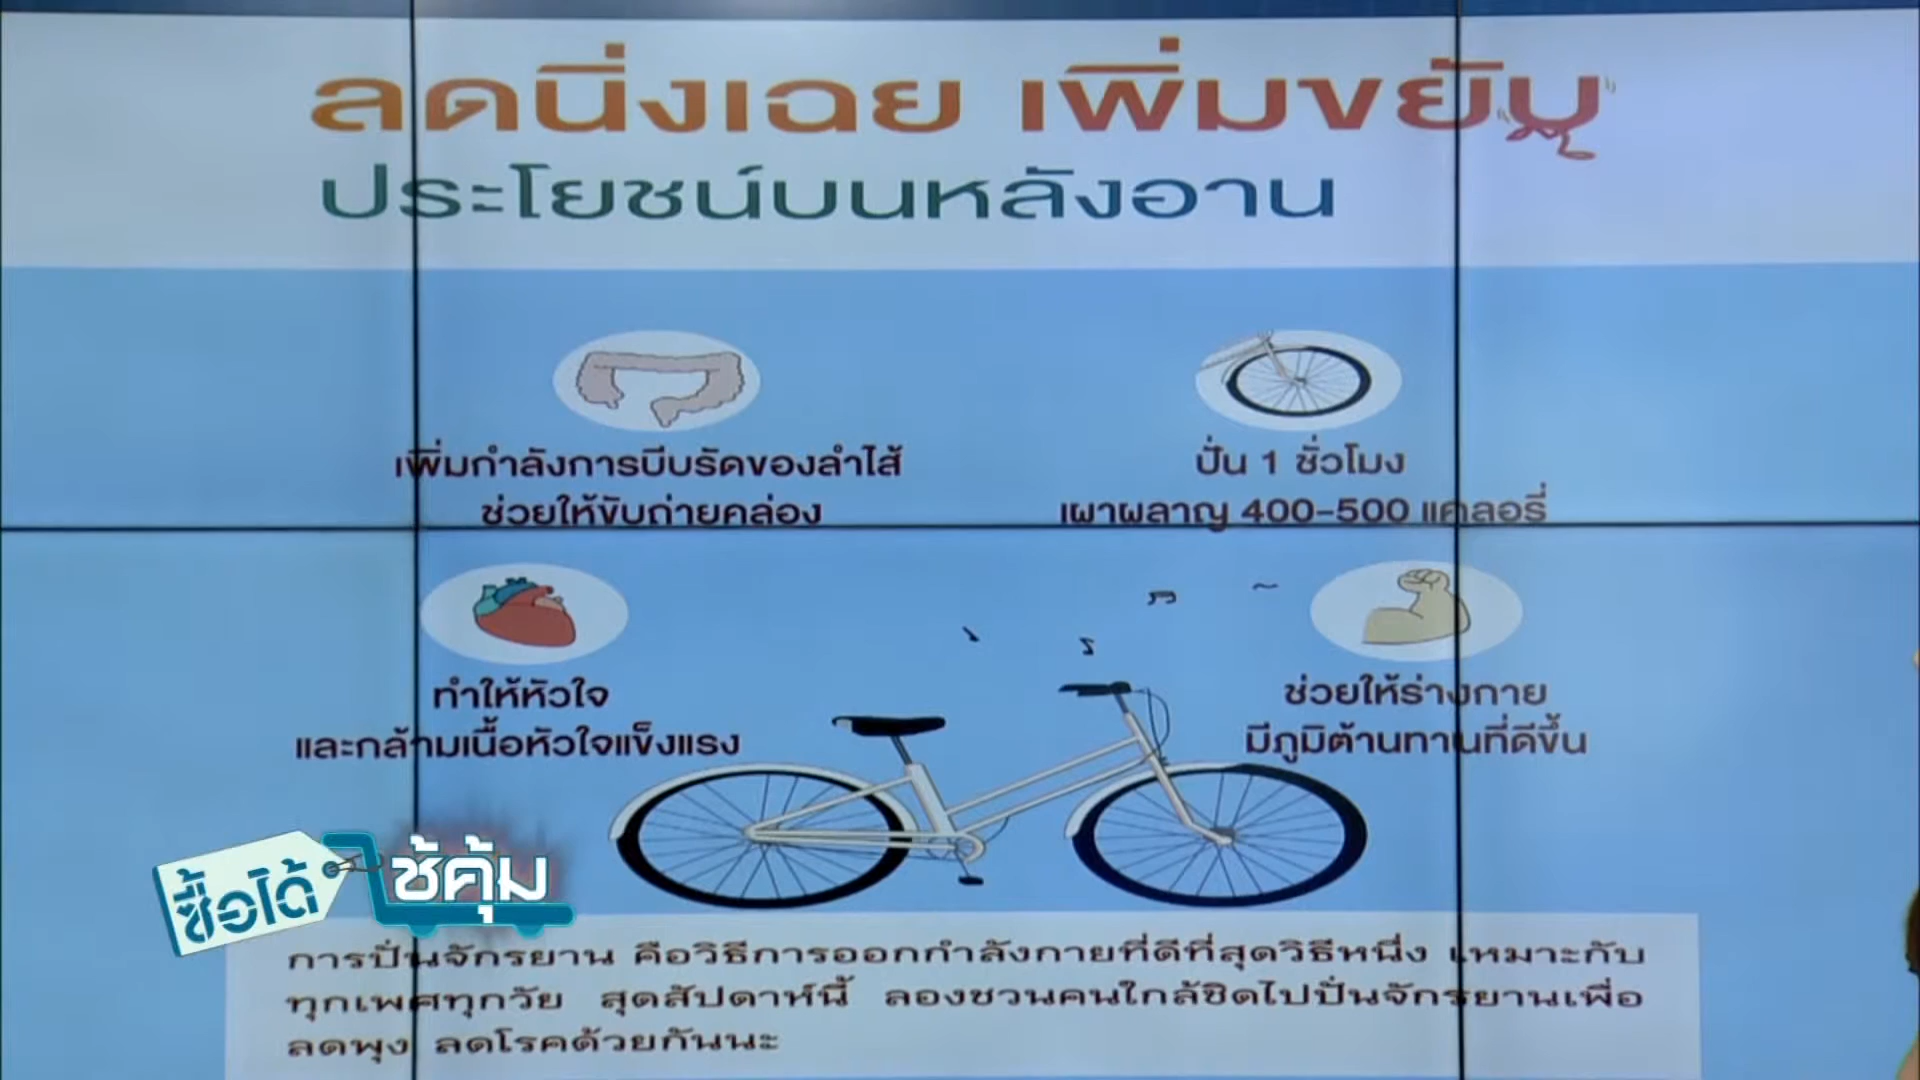 ลดนิ่งเฉย เพิ่มขยับ
ประโยชน์บนหลังอาน
เพิ่มกำลังการบีบรัดของลำไส้
ช่วยให้ขับถ่ายคล่อง
ปั่น 1 ชั่วโมง
เผาผลาญ 400-500 แคลอรี่
ทำให้หัวใจ
และกล้ามเนื้อหัวใจแข็งแรง
ช่วยให้ร่างกาย
มีภูมิต้านทานที่ดีขึ้น
ซื้อได้ ใช้คุ้ม
การปั่นจักรยาน คือวิธีการออกกำลังกายที่ดีที่สุดวิธีหนึ่ง เหมาะกับ
ทุกเพศทุกวัย สุดสัปดาห์นี้ ลองชวนคนใกล้ชิดไปปั่นจักรยานเพื่อ
ลดพุง ลดโรคด้วยกันนะ